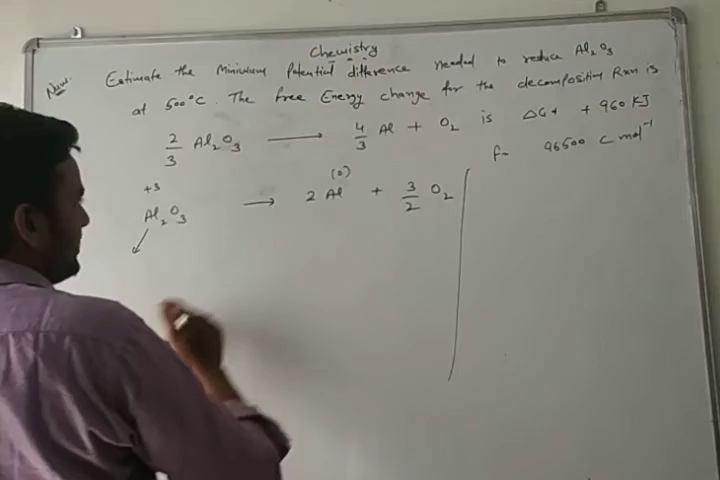 Chemistry
Num: Estimate the Minimum Potential difference needed to reduce Al2O3
at 500°C. The free Energy change for the decomposition Rxn is
2/3 Al2O3 → 4/3 Al + O2 is ΔG + 960 KJ
F = 96500 C mol⁻¹
+3 (0)
Al2O3 → 2 Al + 3/2 O2